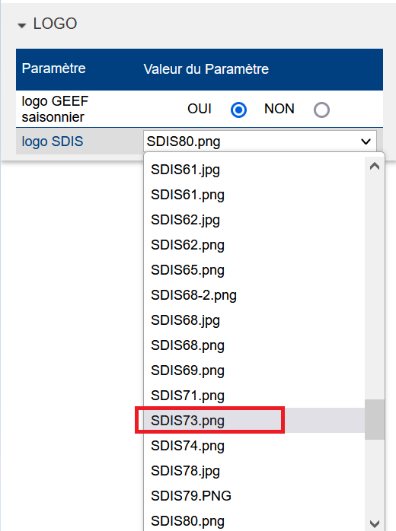 LOGO
Paramètre Valeur du Paramètre
logo GEEF saisonnier OUI NON
logo SDIS SDIS80.png
SDIS61.jpg
SDIS61.png
SDIS62.jpg
SDIS62.png
SDIS65.png
SDIS68-2.png
SDIS68.jpg
SDIS68.png
SDIS69.png
SDIS71.png
SDIS73.png
SDIS74.png
SDIS78.jpg
SDIS79.PNG
SDIS80.png